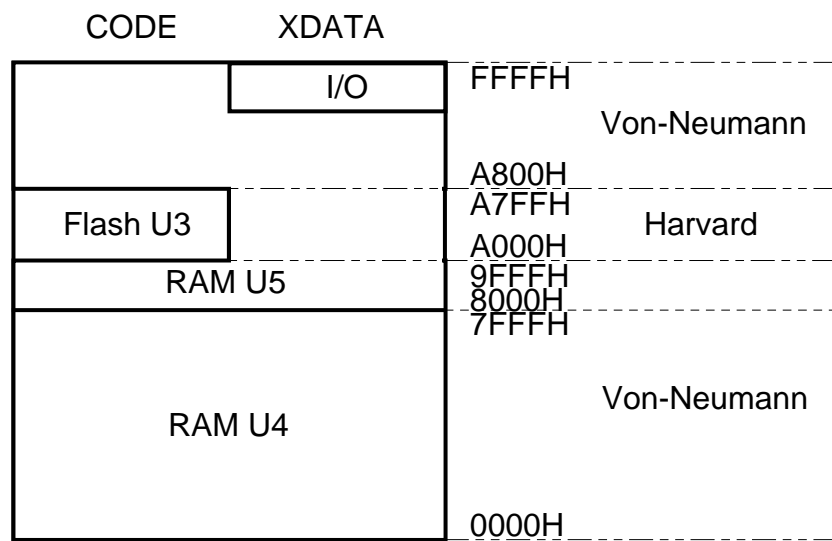 CODE XDATA
I/O FFFFH
Von-Neumann
A800H
Flash U3 A7FFH Harvard
A000H
RAM U5 9FFFH
8000H
7FFFH
Von-Neumann
RAM U4
0000H